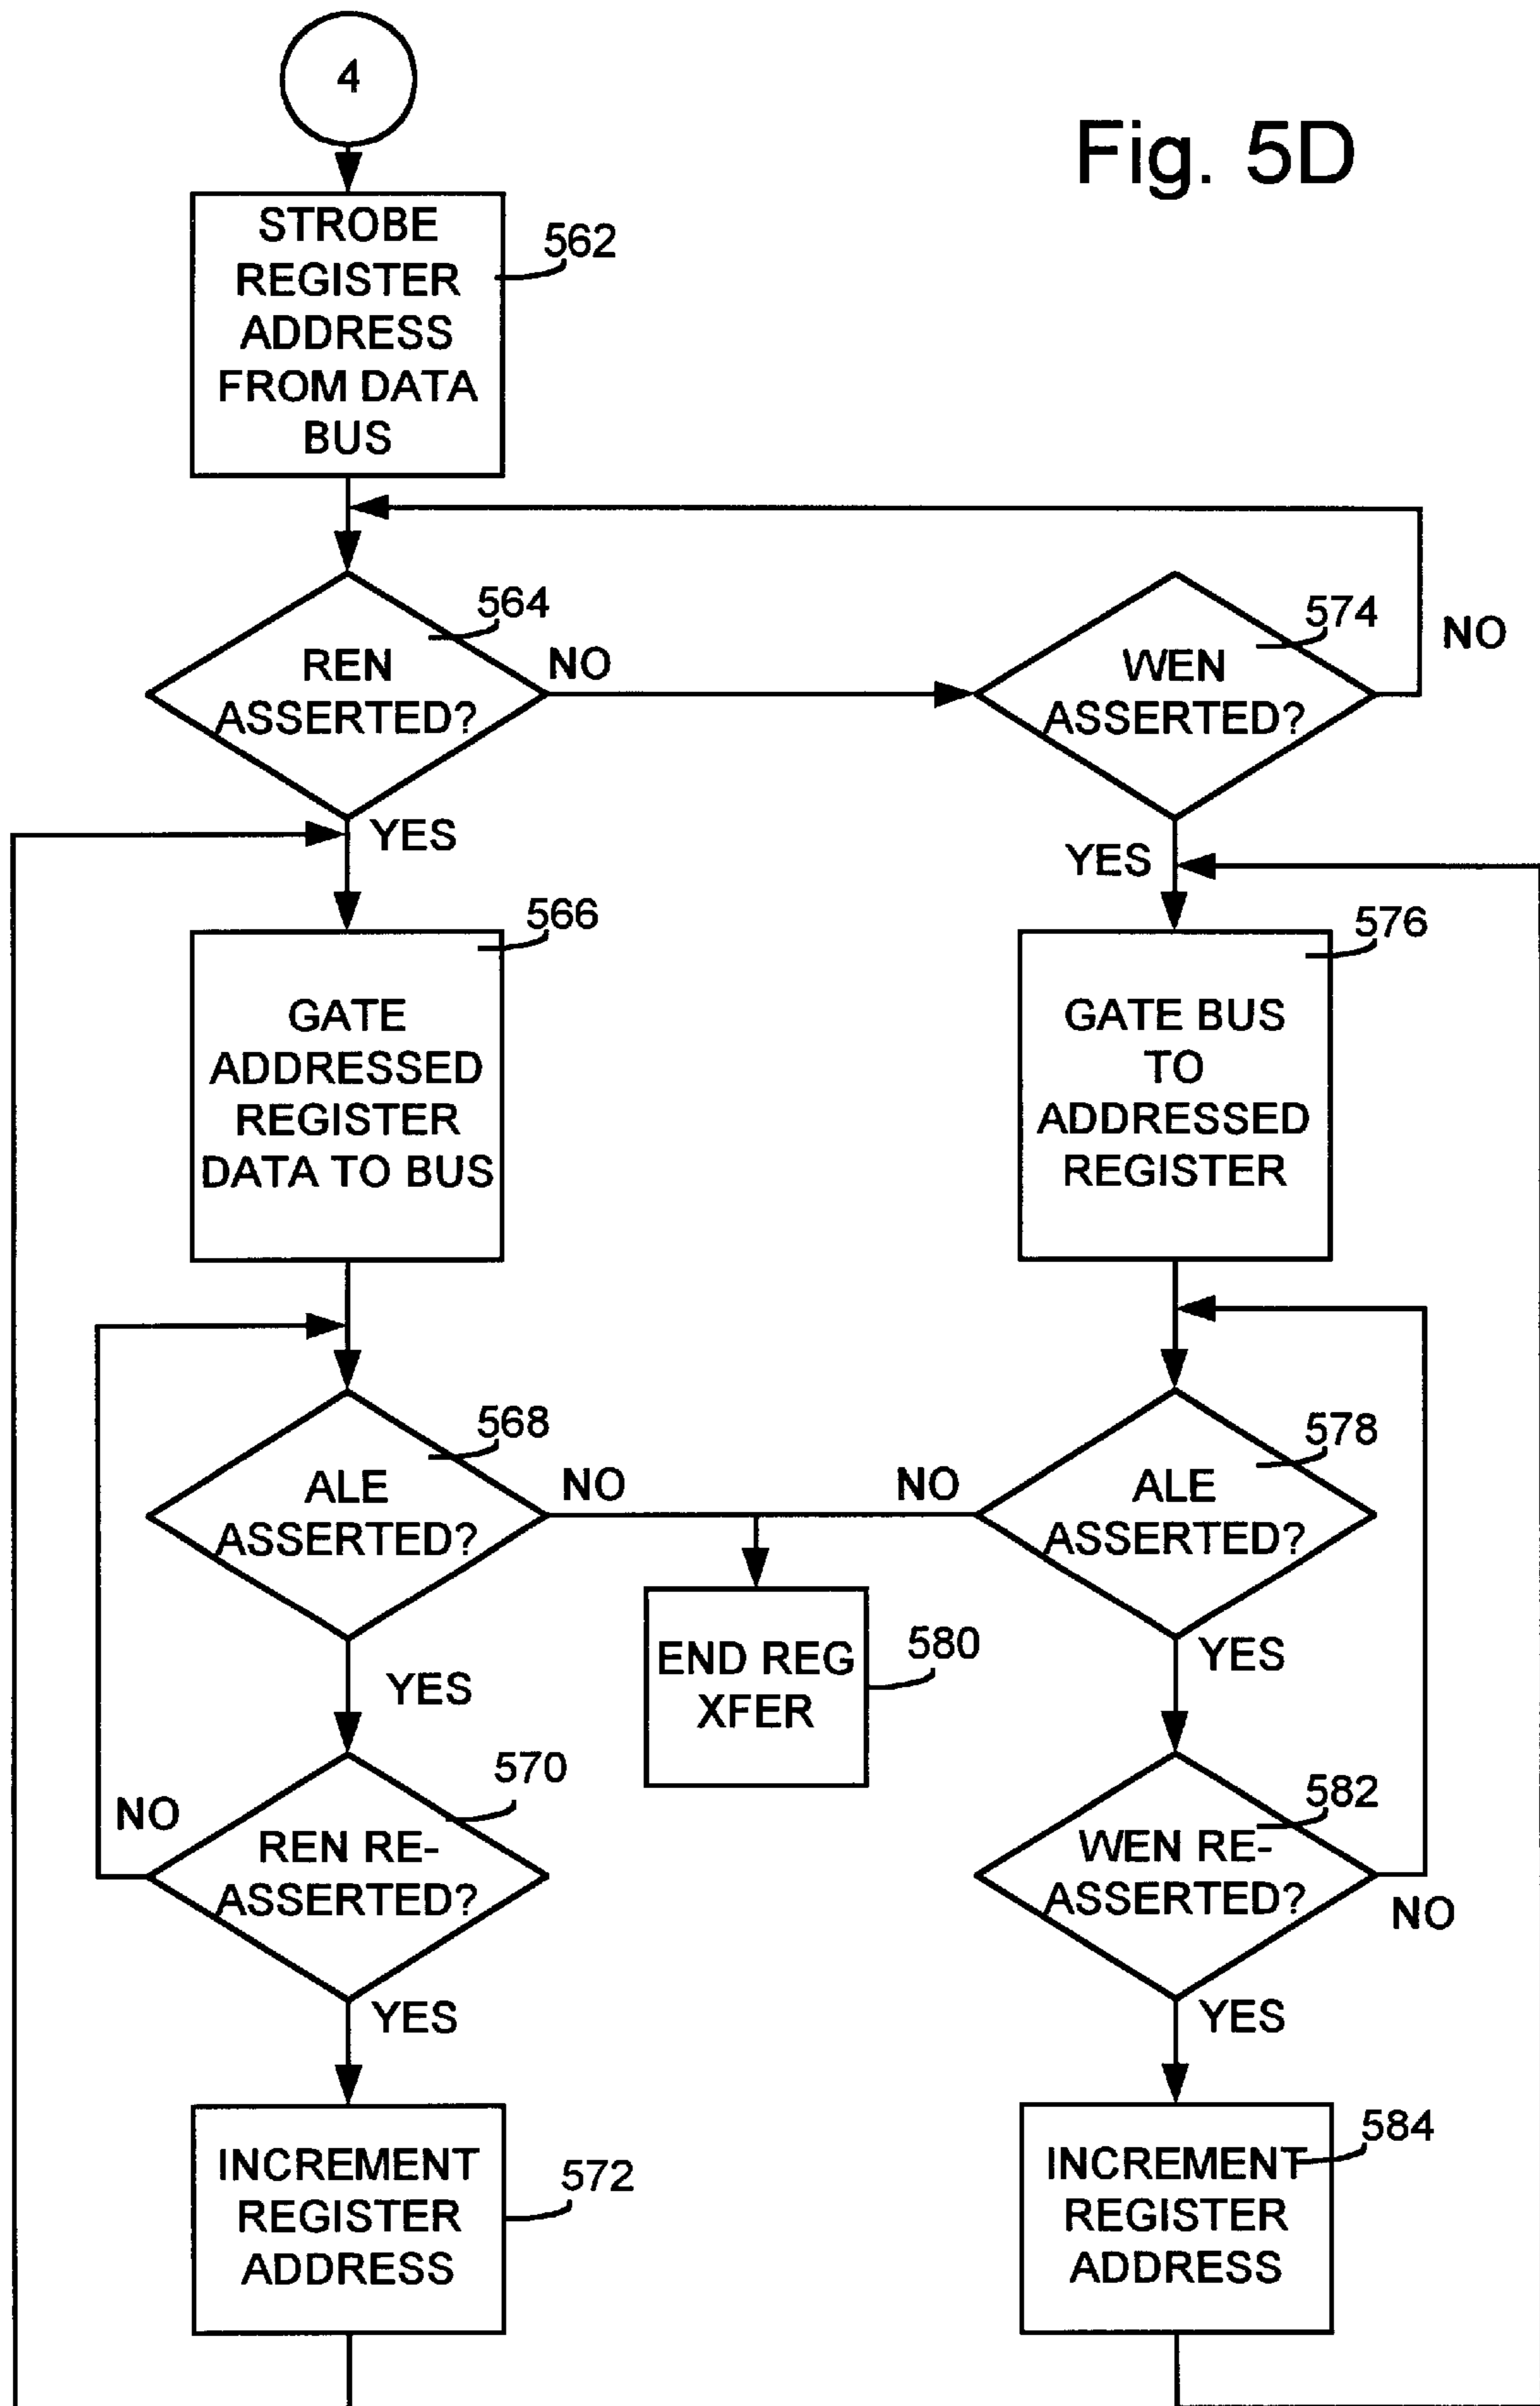 4
Fig. 5D
STROBE
REGISTER
ADDRESS
FROM DATA
BUS
562
REN
ASSERTED?
564
NO
WEN
ASSERTED?
574
NO
YES
YES
GATE
ADDRESSED
REGISTER
DATA TO BUS
566
GATE BUS
TO
ADDRESSED
REGISTER
576
ALE
ASSERTED?
568
NO
NO
ALE
ASSERTED?
578
YES
END REG
XFER
580
YES
REN RE-
ASSERTED?
570
NO
WEN RE-
ASSERTED?
582
NO
YES
YES
INCREMENT
REGISTER
ADDRESS
572
INCREMENT
REGISTER
ADDRESS
584